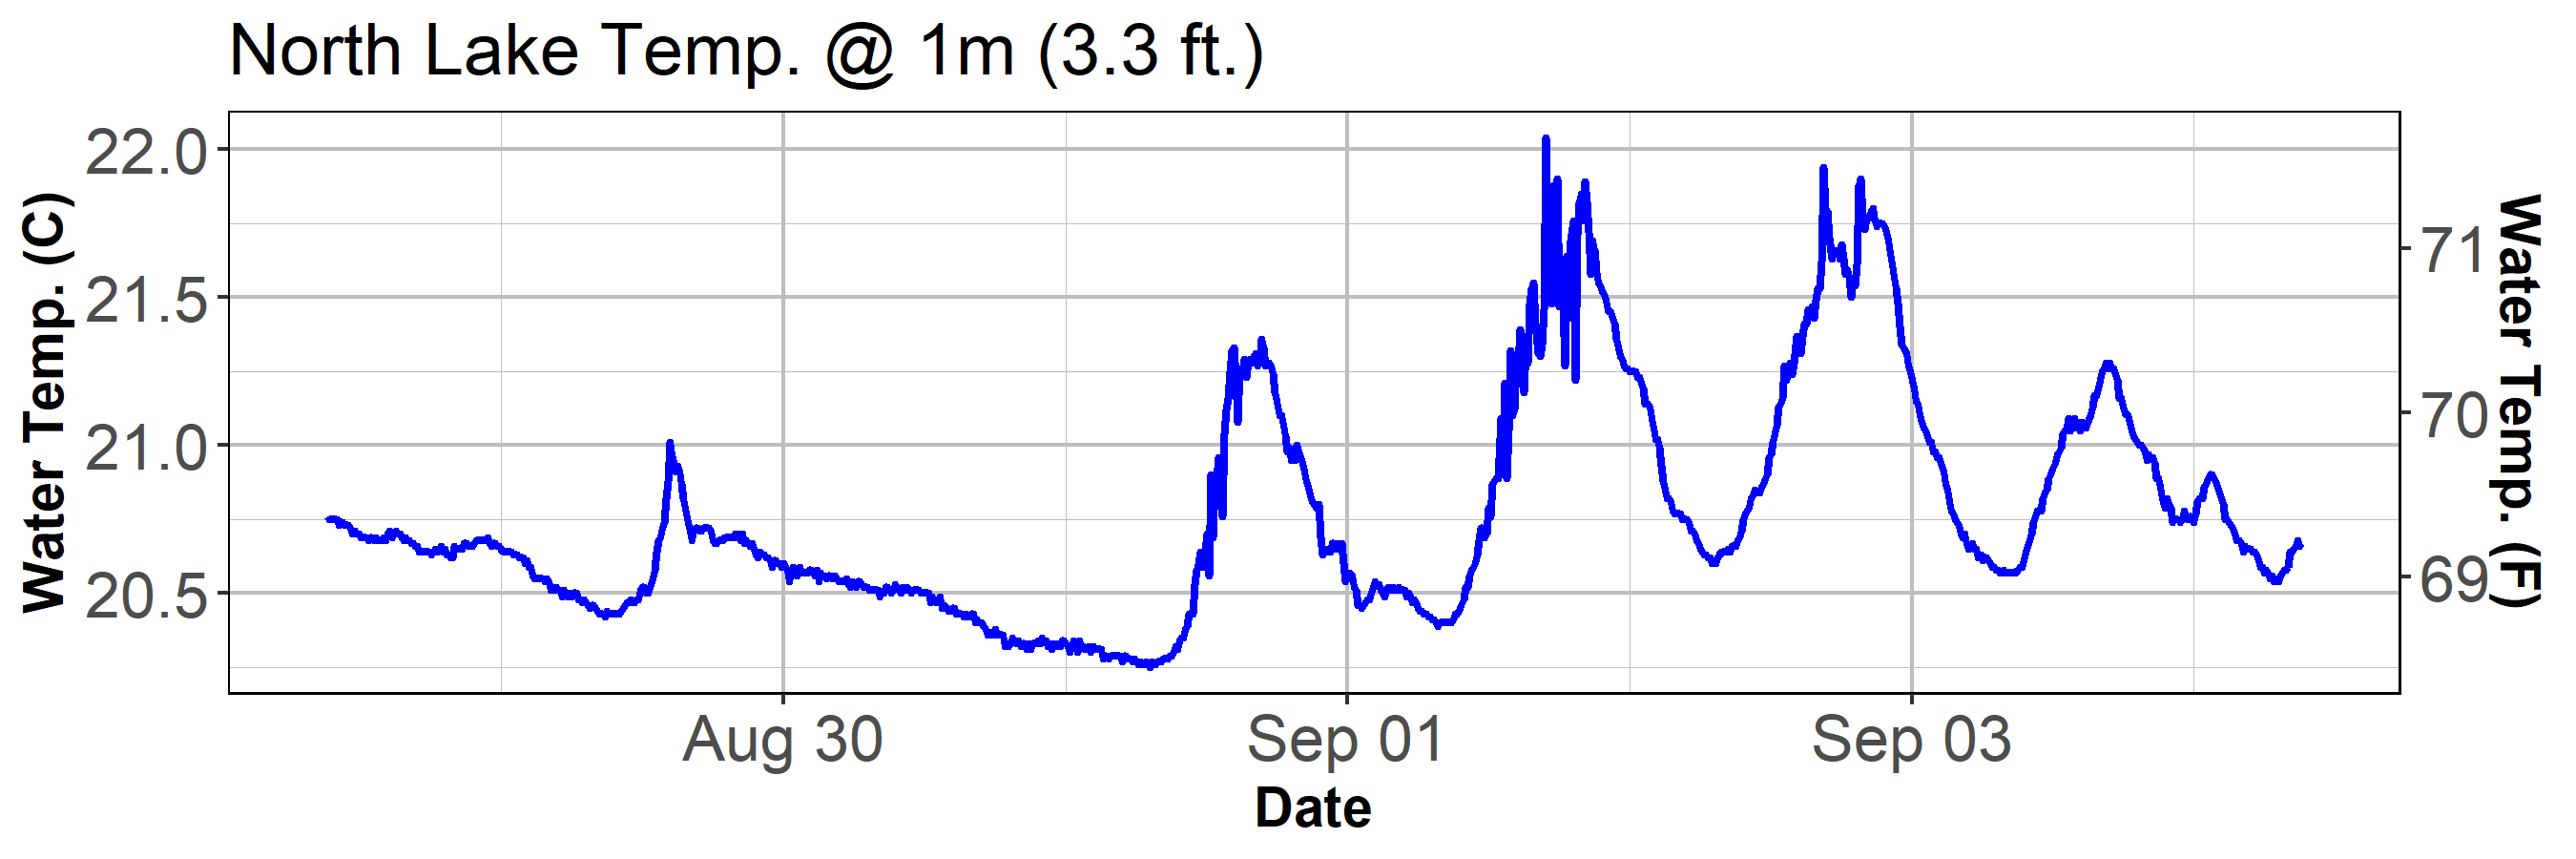 North Lake Temp. @ 1m (3.3 ft.)
Water Temp. (C)
22.0
21.5
21.0
20.5
71
70
69
Water Temp. (F)
Aug 30
Sep 01
Sep 03
Date